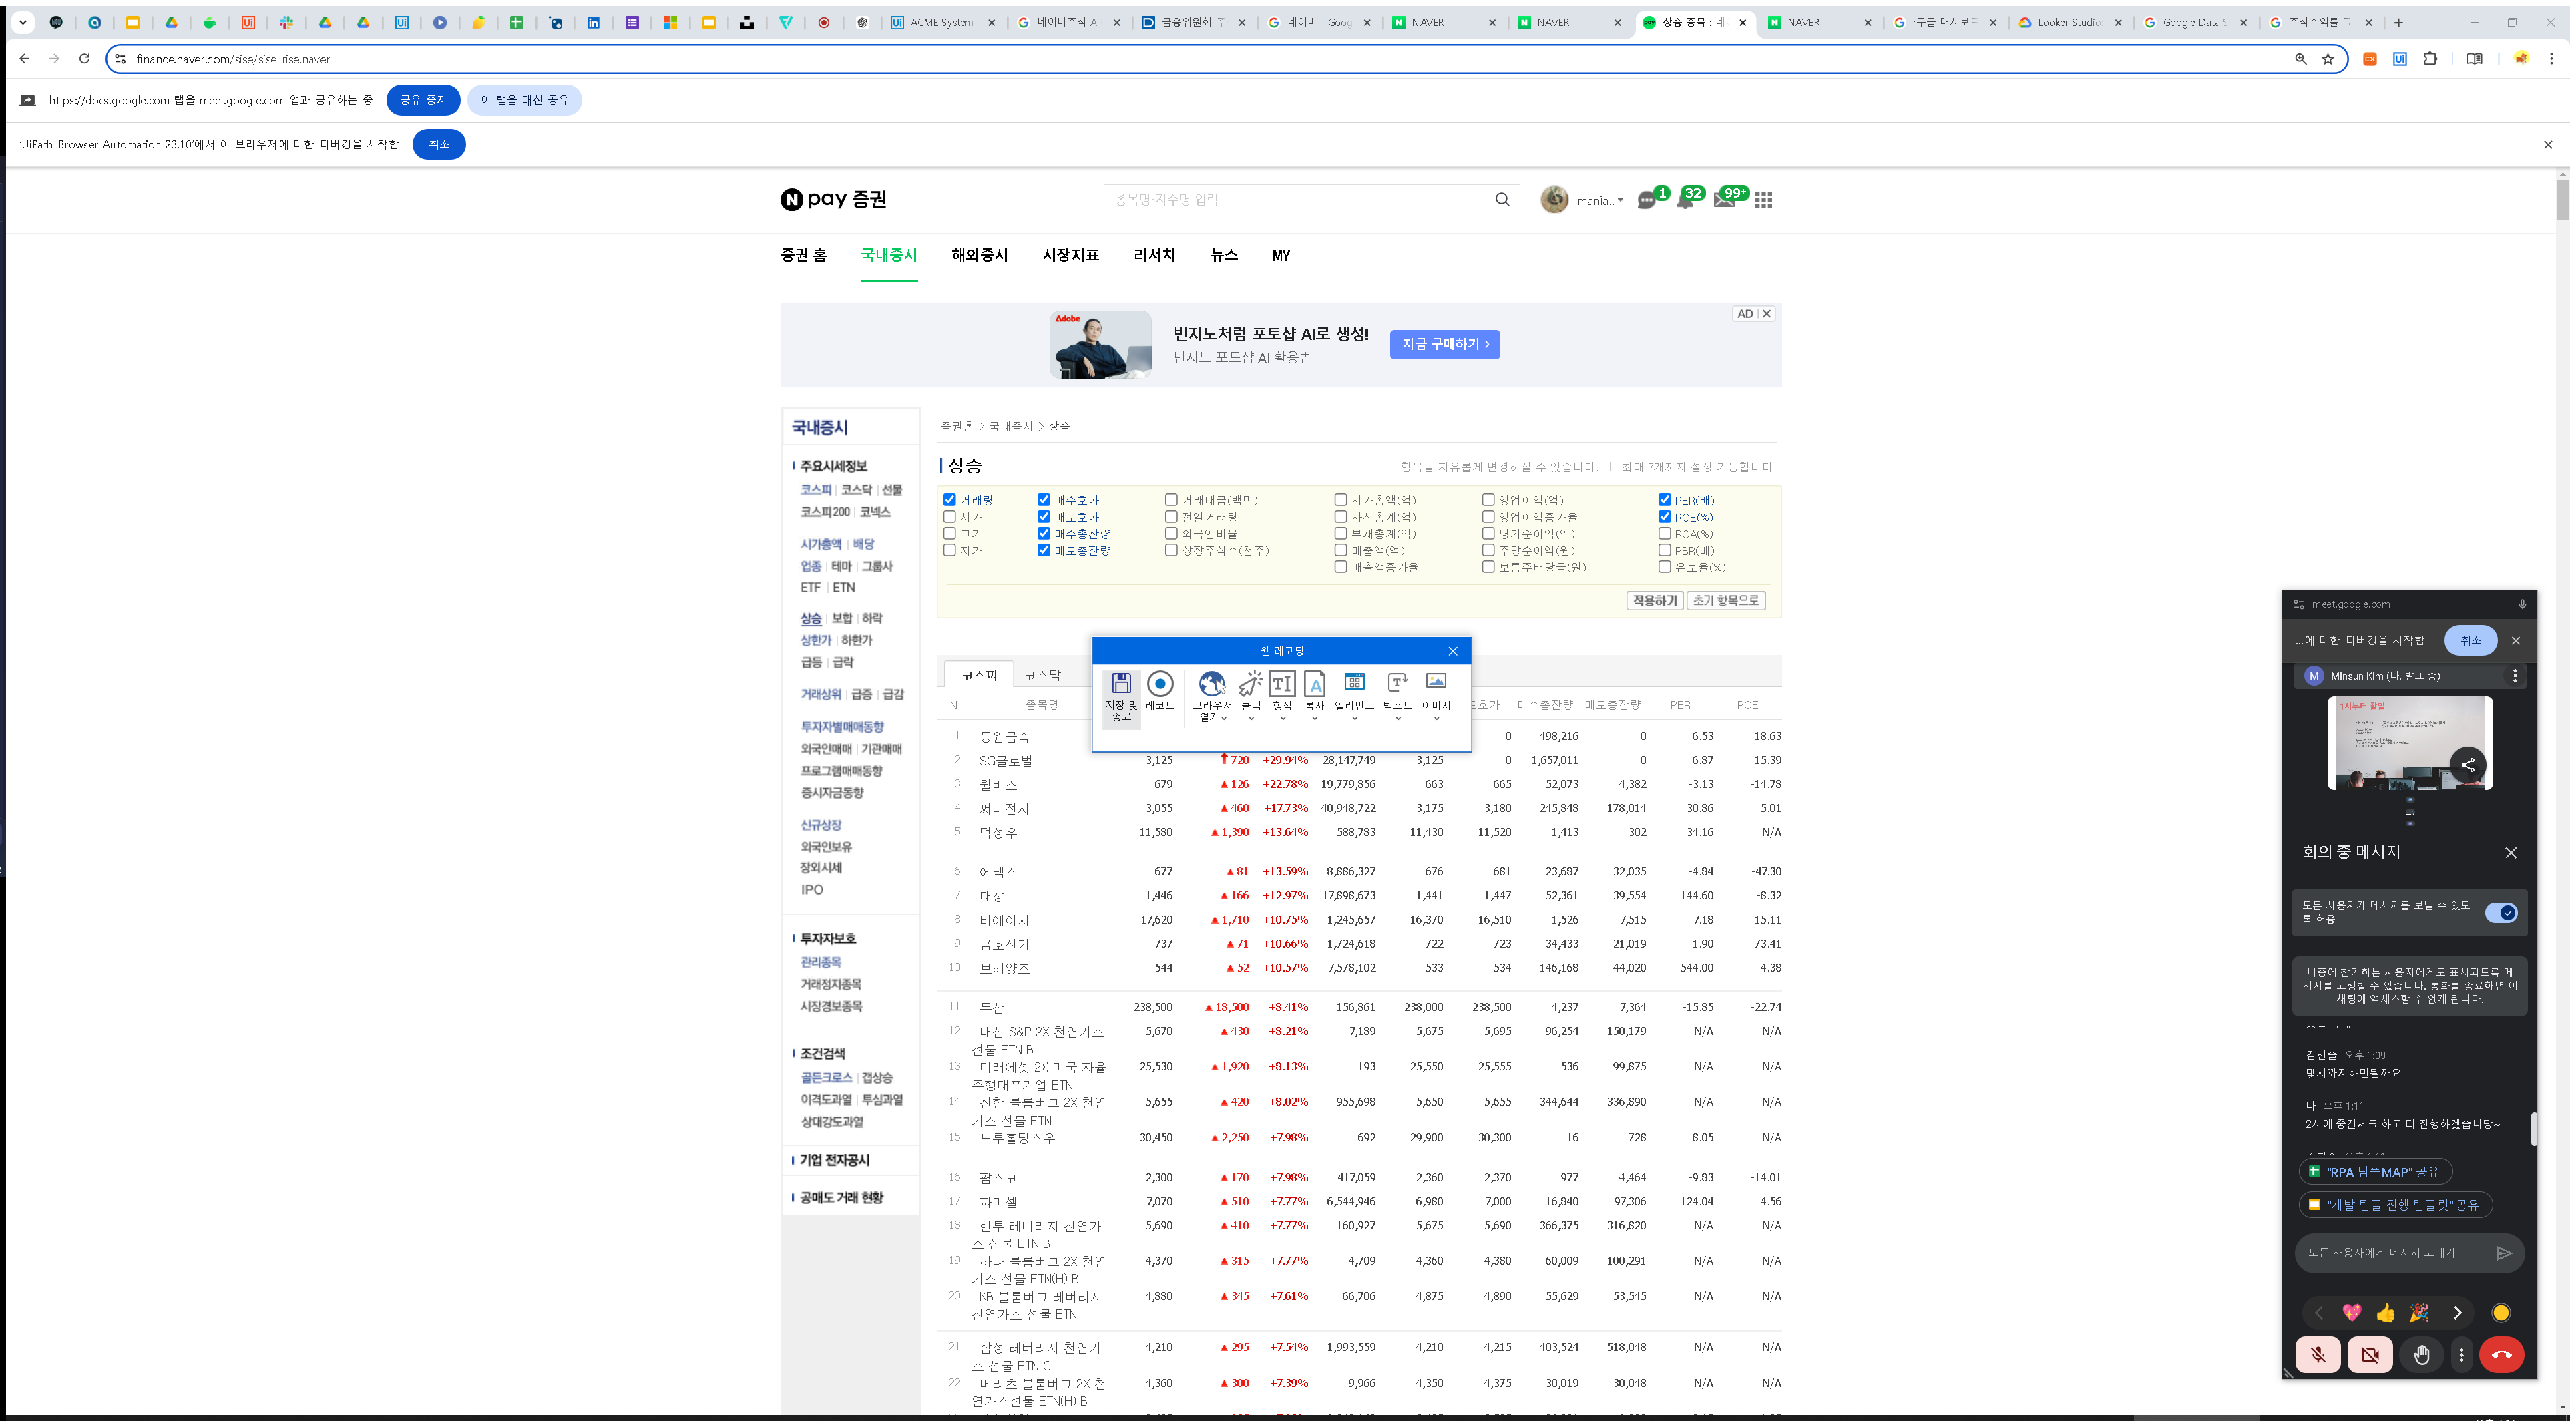 ACME System
네이버주식 AP
금융위원회_주
네이버 - Goog
NAVER
NAVER
상승 종목 : 네
NAVER
r구글 대시보드
Looker Studio
Google Data S
주식수익률 그
finance.naver.com/sise/sise_rise.naver
https://docs.google.com 탭을 meet.google.com 앱과 공유하는 중
공유 중지
이 탭을 대신 공유
'UiPath Browser Automation 23.10'에서 이 브라우저에 대한 디버깅을 시작함
취소
N pay 증권
종목명·지수명 입력
mania..
1
32
99+
증권 홈 국내증시 해외증시 시장지표 리서치 뉴스 MY
Adobe
빈지노처럼 포토샵 AI로 생성!
빈지노 포토샵 AI 활용법
지금 구매하기 >
AD
국내증시
주요시세정보
코스피 | 코스닥 | 선물
코스피200 | 코넥스
시가총액 | 배당
업종 | 테마 | 그룹사
ETF | ETN
상승 | 보합 | 하락
상한가 | 하한가
급등 | 급락
거래상위 | 급증 | 급감
투자자별매매동향
외국인매매 | 기관매매
프로그램매매동향
증시자금동향
신규상장
외국인보유
장외시세
IPO
투자자보호
관리종목
거래정지종목
시장경보종목
조건검색
골든크로스 | 갭상승
이격도과열 | 투심과열
상대강도과열
기업 전자공시
공매도 거래 현황
증권홈 > 국내증시 > 상승
상승
항목을 자유롭게 변경하실 수 있습니다. | 최대 7개까지 설정 가능합니다.
거래량 매수호가 거래대금(백만) 시가총액(억) 영업이익(억) PER(배)
시가 매도호가 전일거래량 자산총계(억) 영업이익증가율 ROE(%)
고가 매수총잔량 외국인비율 부채총계(억) 당기순이익(억) ROA(%)
저가 매도총잔량 상장주식수(천주) 매출액(억) 주당순이익(원) PBR(배)
매출액증가율 보통주배당금(원) 유보율(%)
적용하기 초기 항목으로
웹 레코딩
저장 및 종료
레코드
브라우저 열기
클릭
형식
복사
엘리먼트
텍스트
이미지
코스피 코스닥
N 종목명 도호가 매수총잔량 매도총잔량 PER ROE
1 동원금속 0 498,216 0 6.53 18.63
2 SG글로벌 3,125 720 +29.94% 28,147,749 3,125 0 1,657,011 0 6.87 15.39
3 윌비스 679 ▲126 +22.78% 19,779,856 663 665 52,073 4,382 -3.13 -14.78
4 써니전자 3,055 ▲460 +17.73% 40,948,722 3,175 3,180 245,848 178,014 30.86 5.01
5 덕성우 11,580 ▲1,390 +13.64% 588,783 11,430 11,520 1,413 302 34.16 N/A
6 에넥스 677 ▲81 +13.59% 8,886,327 676 681 23,687 32,035 -4.84 -47.30
7 대창 1,446 ▲166 +12.97% 17,898,673 1,441 1,447 52,361 39,554 144.60 -8.32
8 비에이치 17,620 ▲1,710 +10.75% 1,245,657 16,370 16,510 1,526 7,515 7.18 15.11
9 금호전기 737 ▲71 +10.66% 1,724,618 722 723 34,433 21,019 -1.90 -73.41
10 보해양조 544 ▲52 +10.57% 7,578,102 533 534 146,168 44,020 -544.00 -4.38
11 두산 238,500 ▲18,500 +8.41% 156,861 238,000 238,500 4,237 7,364 -15.85 -22.74
12 대신 S&P 2X 천연가스 5,670 ▲430 +8.21% 7,189 5,675 5,695 96,254 150,179 N/A N/A
선물 ETN B
13 미래에셋 2X 미국 자율 25,530 ▲1,920 +8.13% 193 25,550 25,555 536 99,875 N/A N/A
주행대표기업 ETN
14 신한 블룸버그 2X 천연 5,655 ▲420 +8.02% 955,698 5,650 5,655 344,644 336,890 N/A N/A
가스 선물 ETN
15 노루홀딩스우 30,450 ▲2,250 +7.98% 692 29,900 30,300 16 728 8.05 N/A
16 팜스코 2,300 ▲170 +7.98% 417,059 2,360 2,370 977 4,464 -9.83 -14.01
17 파미셀 7,070 ▲510 +7.77% 6,544,946 6,980 7,000 16,840 97,306 124.04 4.56
18 한투 레버리지 천연가 5,690 ▲410 +7.77% 160,927 5,675 5,690 366,375 316,820 N/A N/A
스 선물 ETN B
19 하나 블룸버그 2X 천연 4,370 ▲315 +7.77% 4,709 4,360 4,380 60,009 100,291 N/A N/A
가스 선물 ETN(H) B
20 KB 블룸버그 레버리지 4,880 ▲345 +7.61% 66,706 4,875 4,890 55,629 53,545 N/A N/A
천연가스 선물 ETN
21 삼성 레버리지 천연가 4,210 ▲295 +7.54% 1,993,559 4,210 4,215 403,524 518,048 N/A N/A
스 선물 ETN C
22 메리츠 블룸버그 2X 천 4,360 ▲300 +7.39% 9,966 4,350 4,375 30,019 30,048 N/A N/A
연가스선물 ETN(H) B
meet.google.com
...에 대한 디버깅을 시작함
취소
M Minsun Kim (나, 발표 중)
1시부터 할일
회의 중 메시지
모든 사용자가 메시지를 보낼 수 있도
록 허용
나중에 참가하는 사용자에게도 표시되도록 메
시지를 고정할 수 있습니다. 통화를 종료하면 이
채팅에 액세스할 수 없게 됩니다.
김찬솔 오후 1:09
몇시까지하면될까요
나 오후 1:11
2시에 중간체크 하고 더 진행하겠습니당~
"RPA 팀플MAP" 공유
"개발 팀플 진행 템플릿" 공유
모든 사용자에게 메시지 보내기